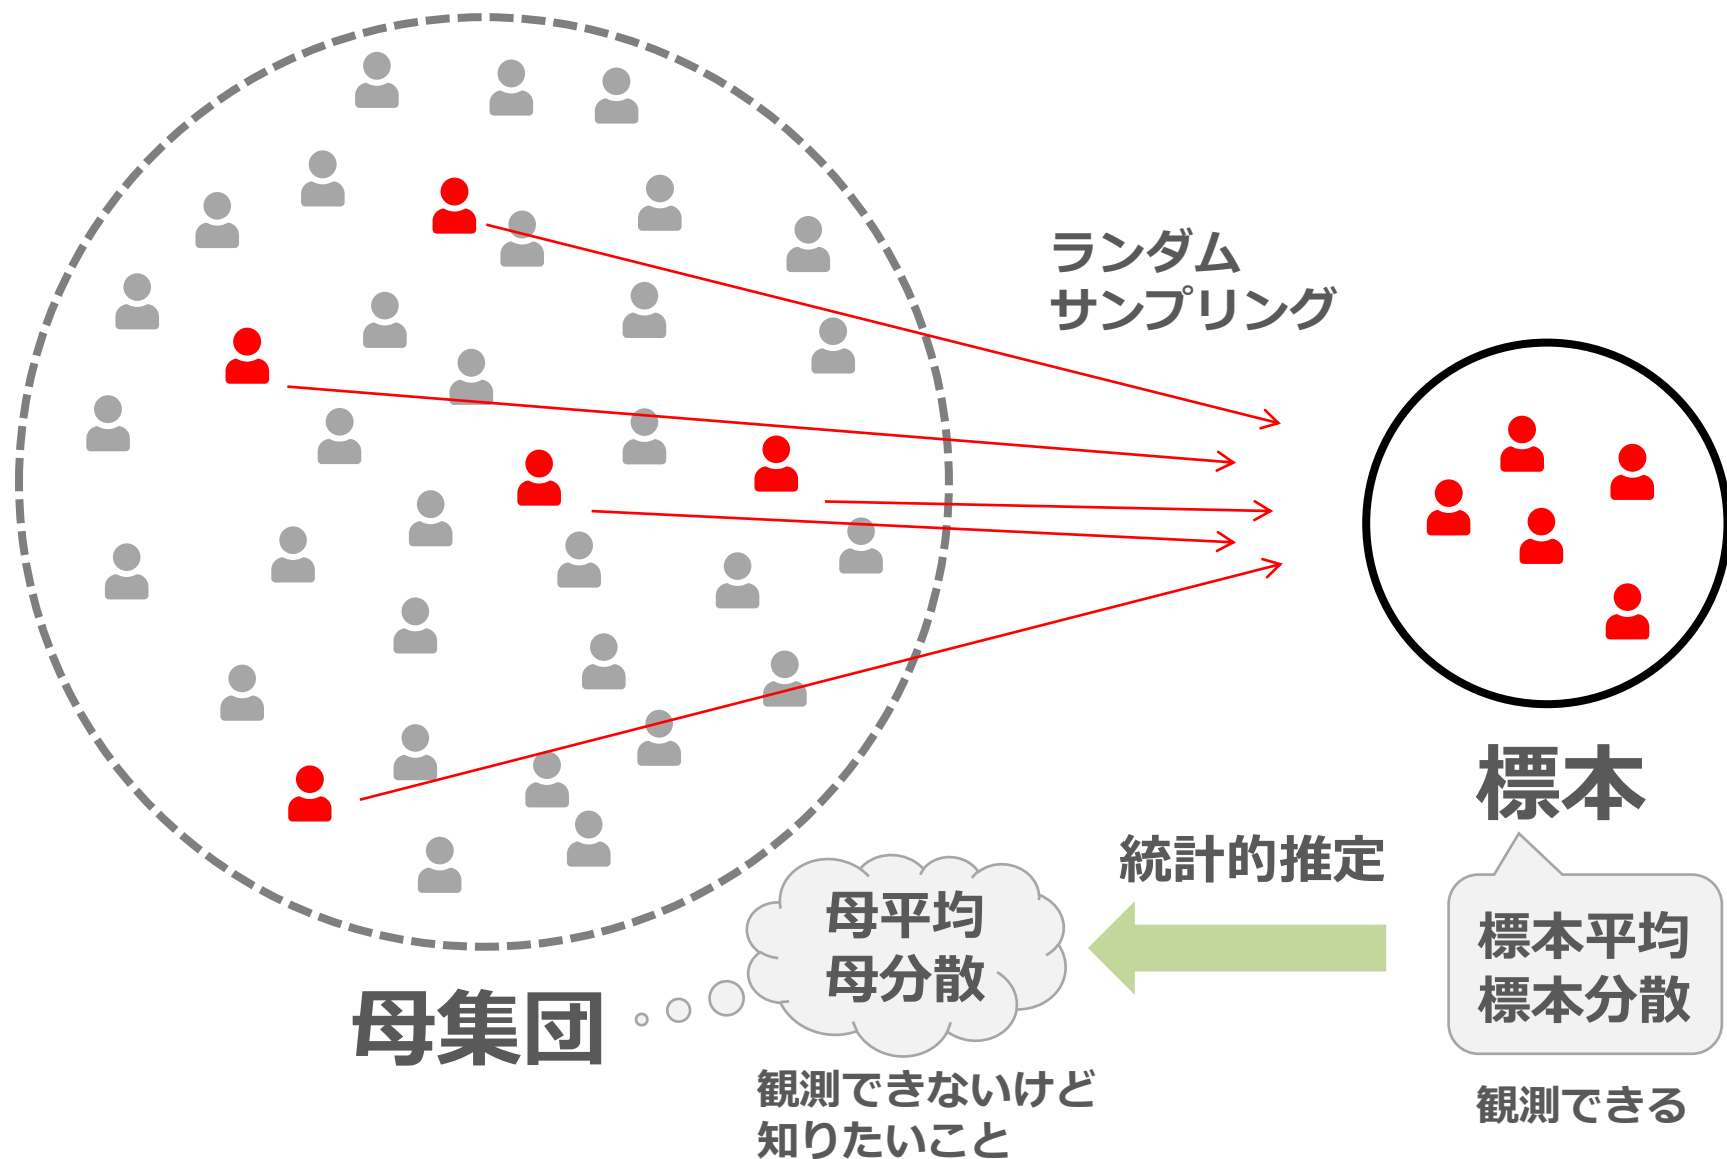 ランダム
サンプリング
標本
統計的推定
母平均
母分散
標本平均
標本分散
母集団
観測できないけど
知りたいこと
観測できる